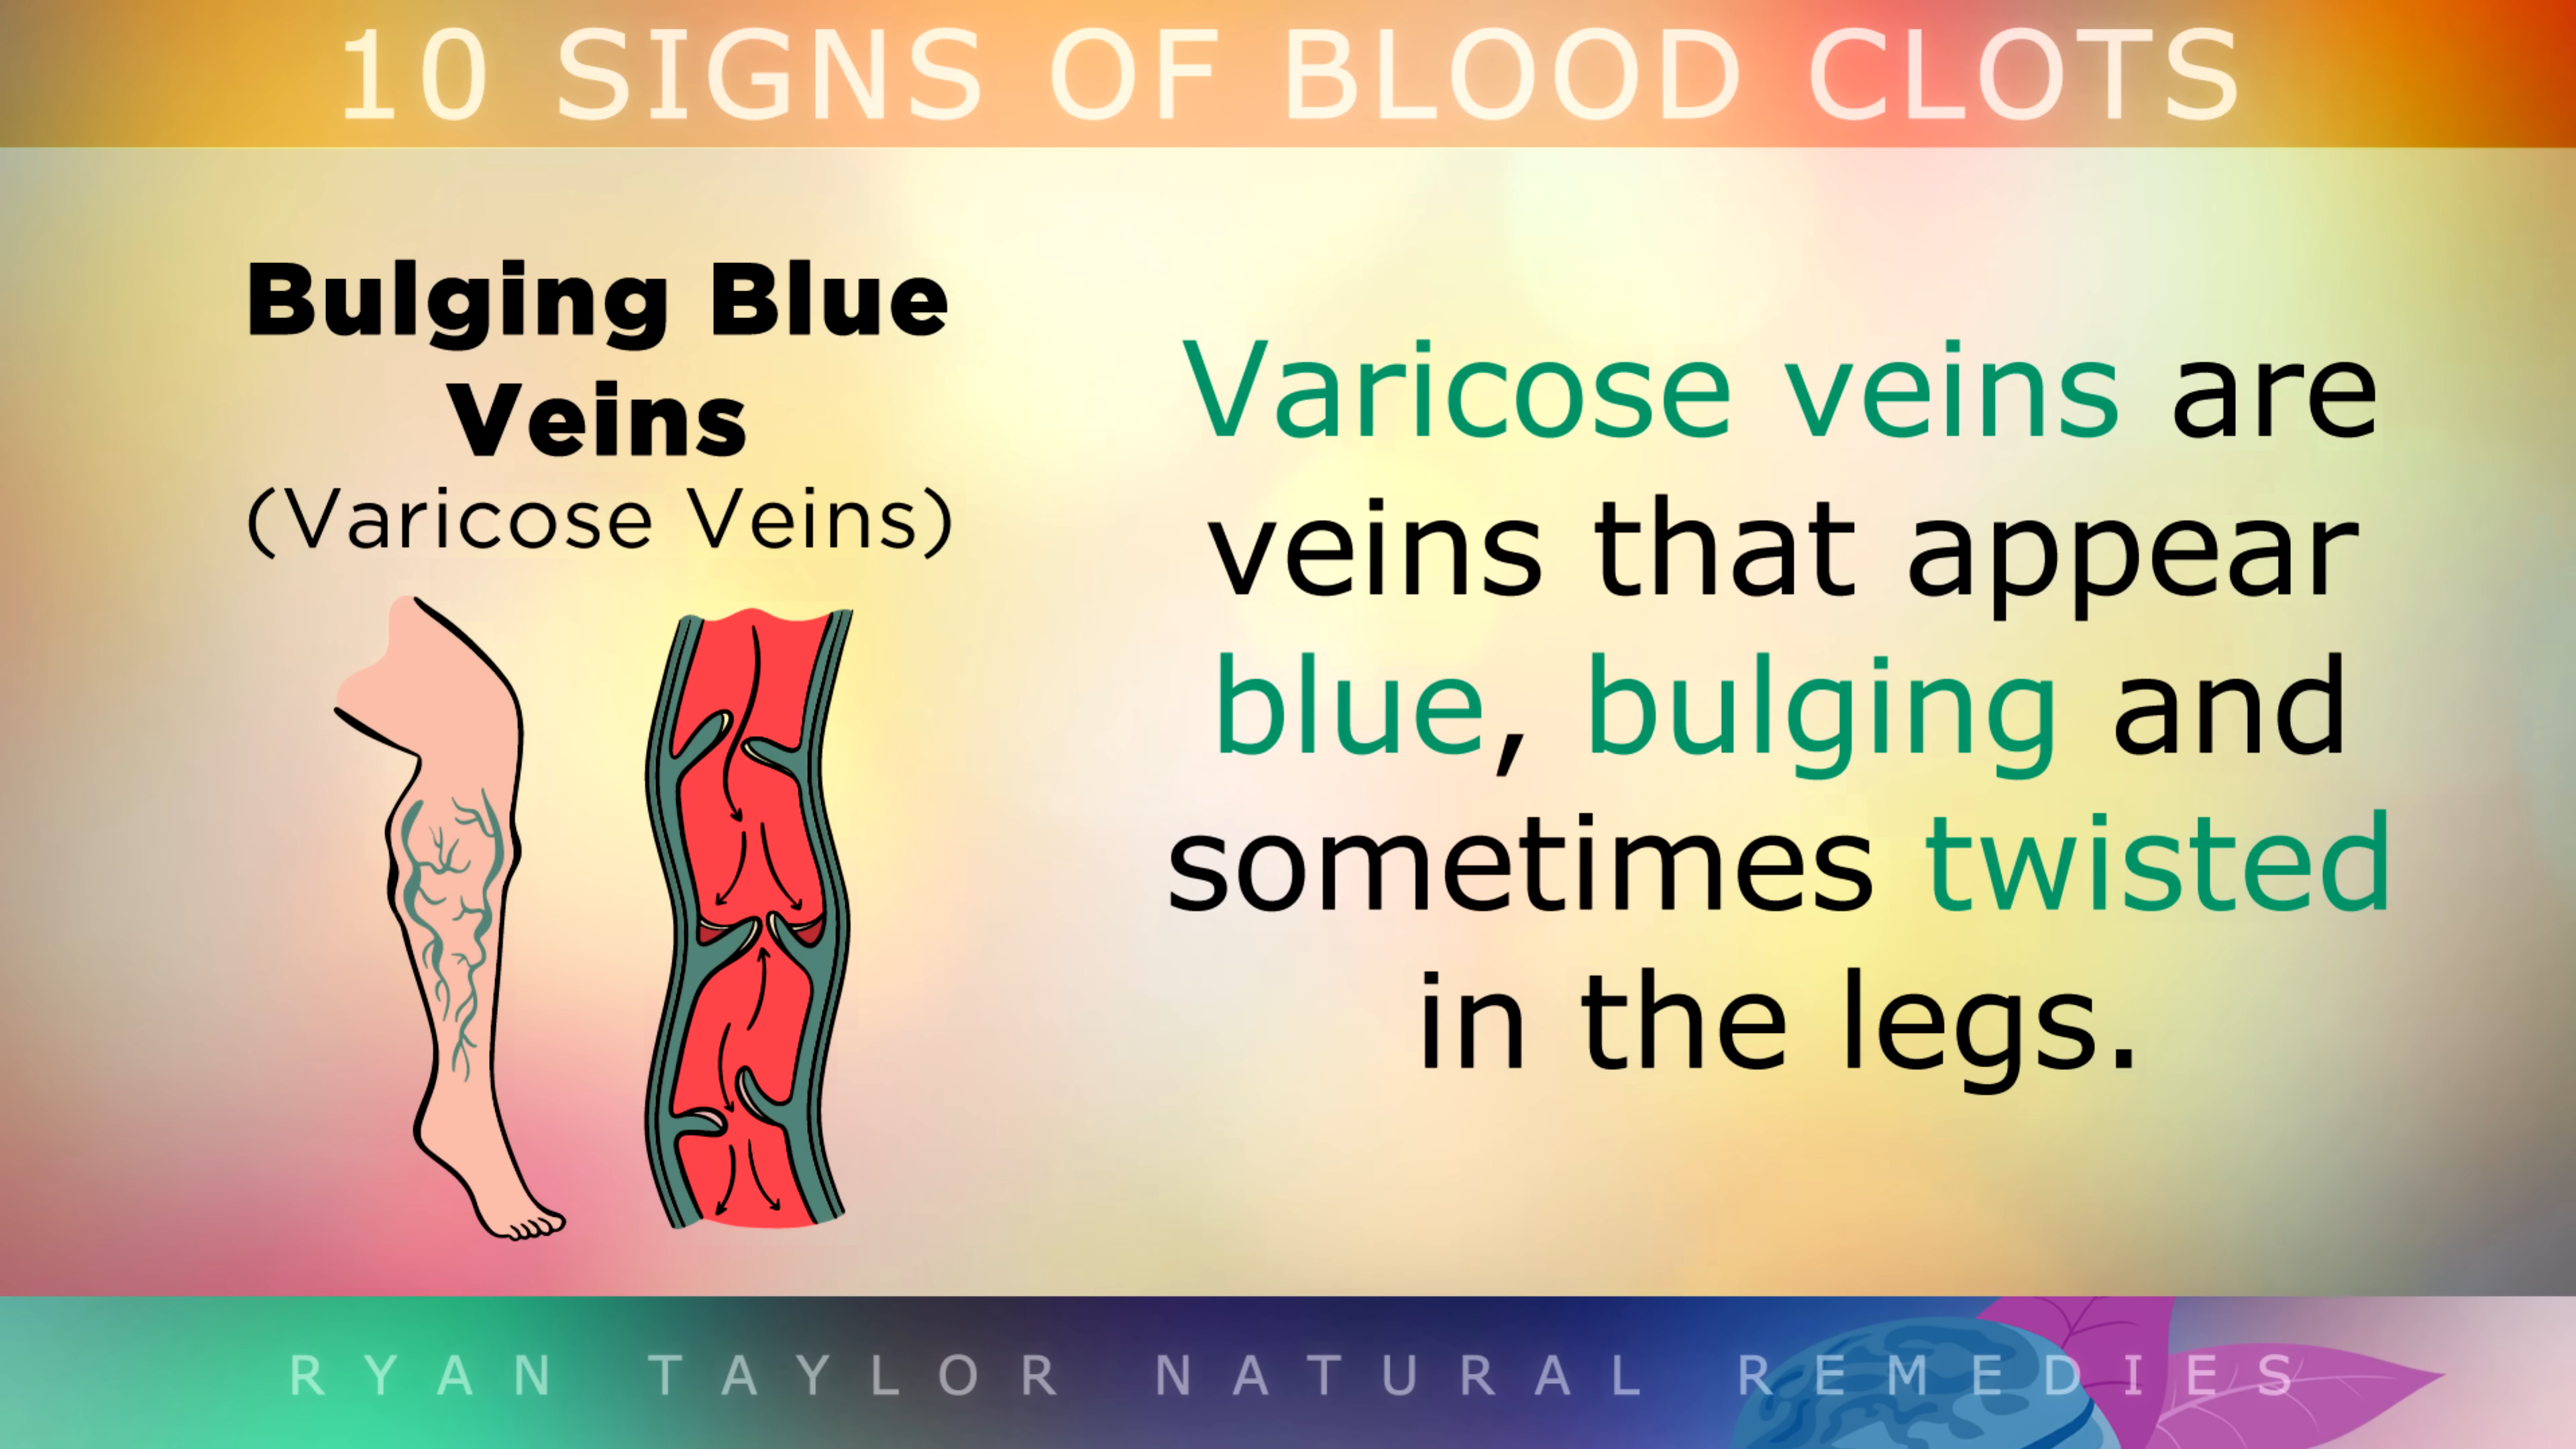 10 SIGNS OF BLOOD CLOTS
Bulging Blue
Veins
(Varicose Veins)
Varicose veins are
veins that appear
blue, bulging and
sometimes twisted
in the legs.
RYAN TAYLOR NATURAL REMEDIES